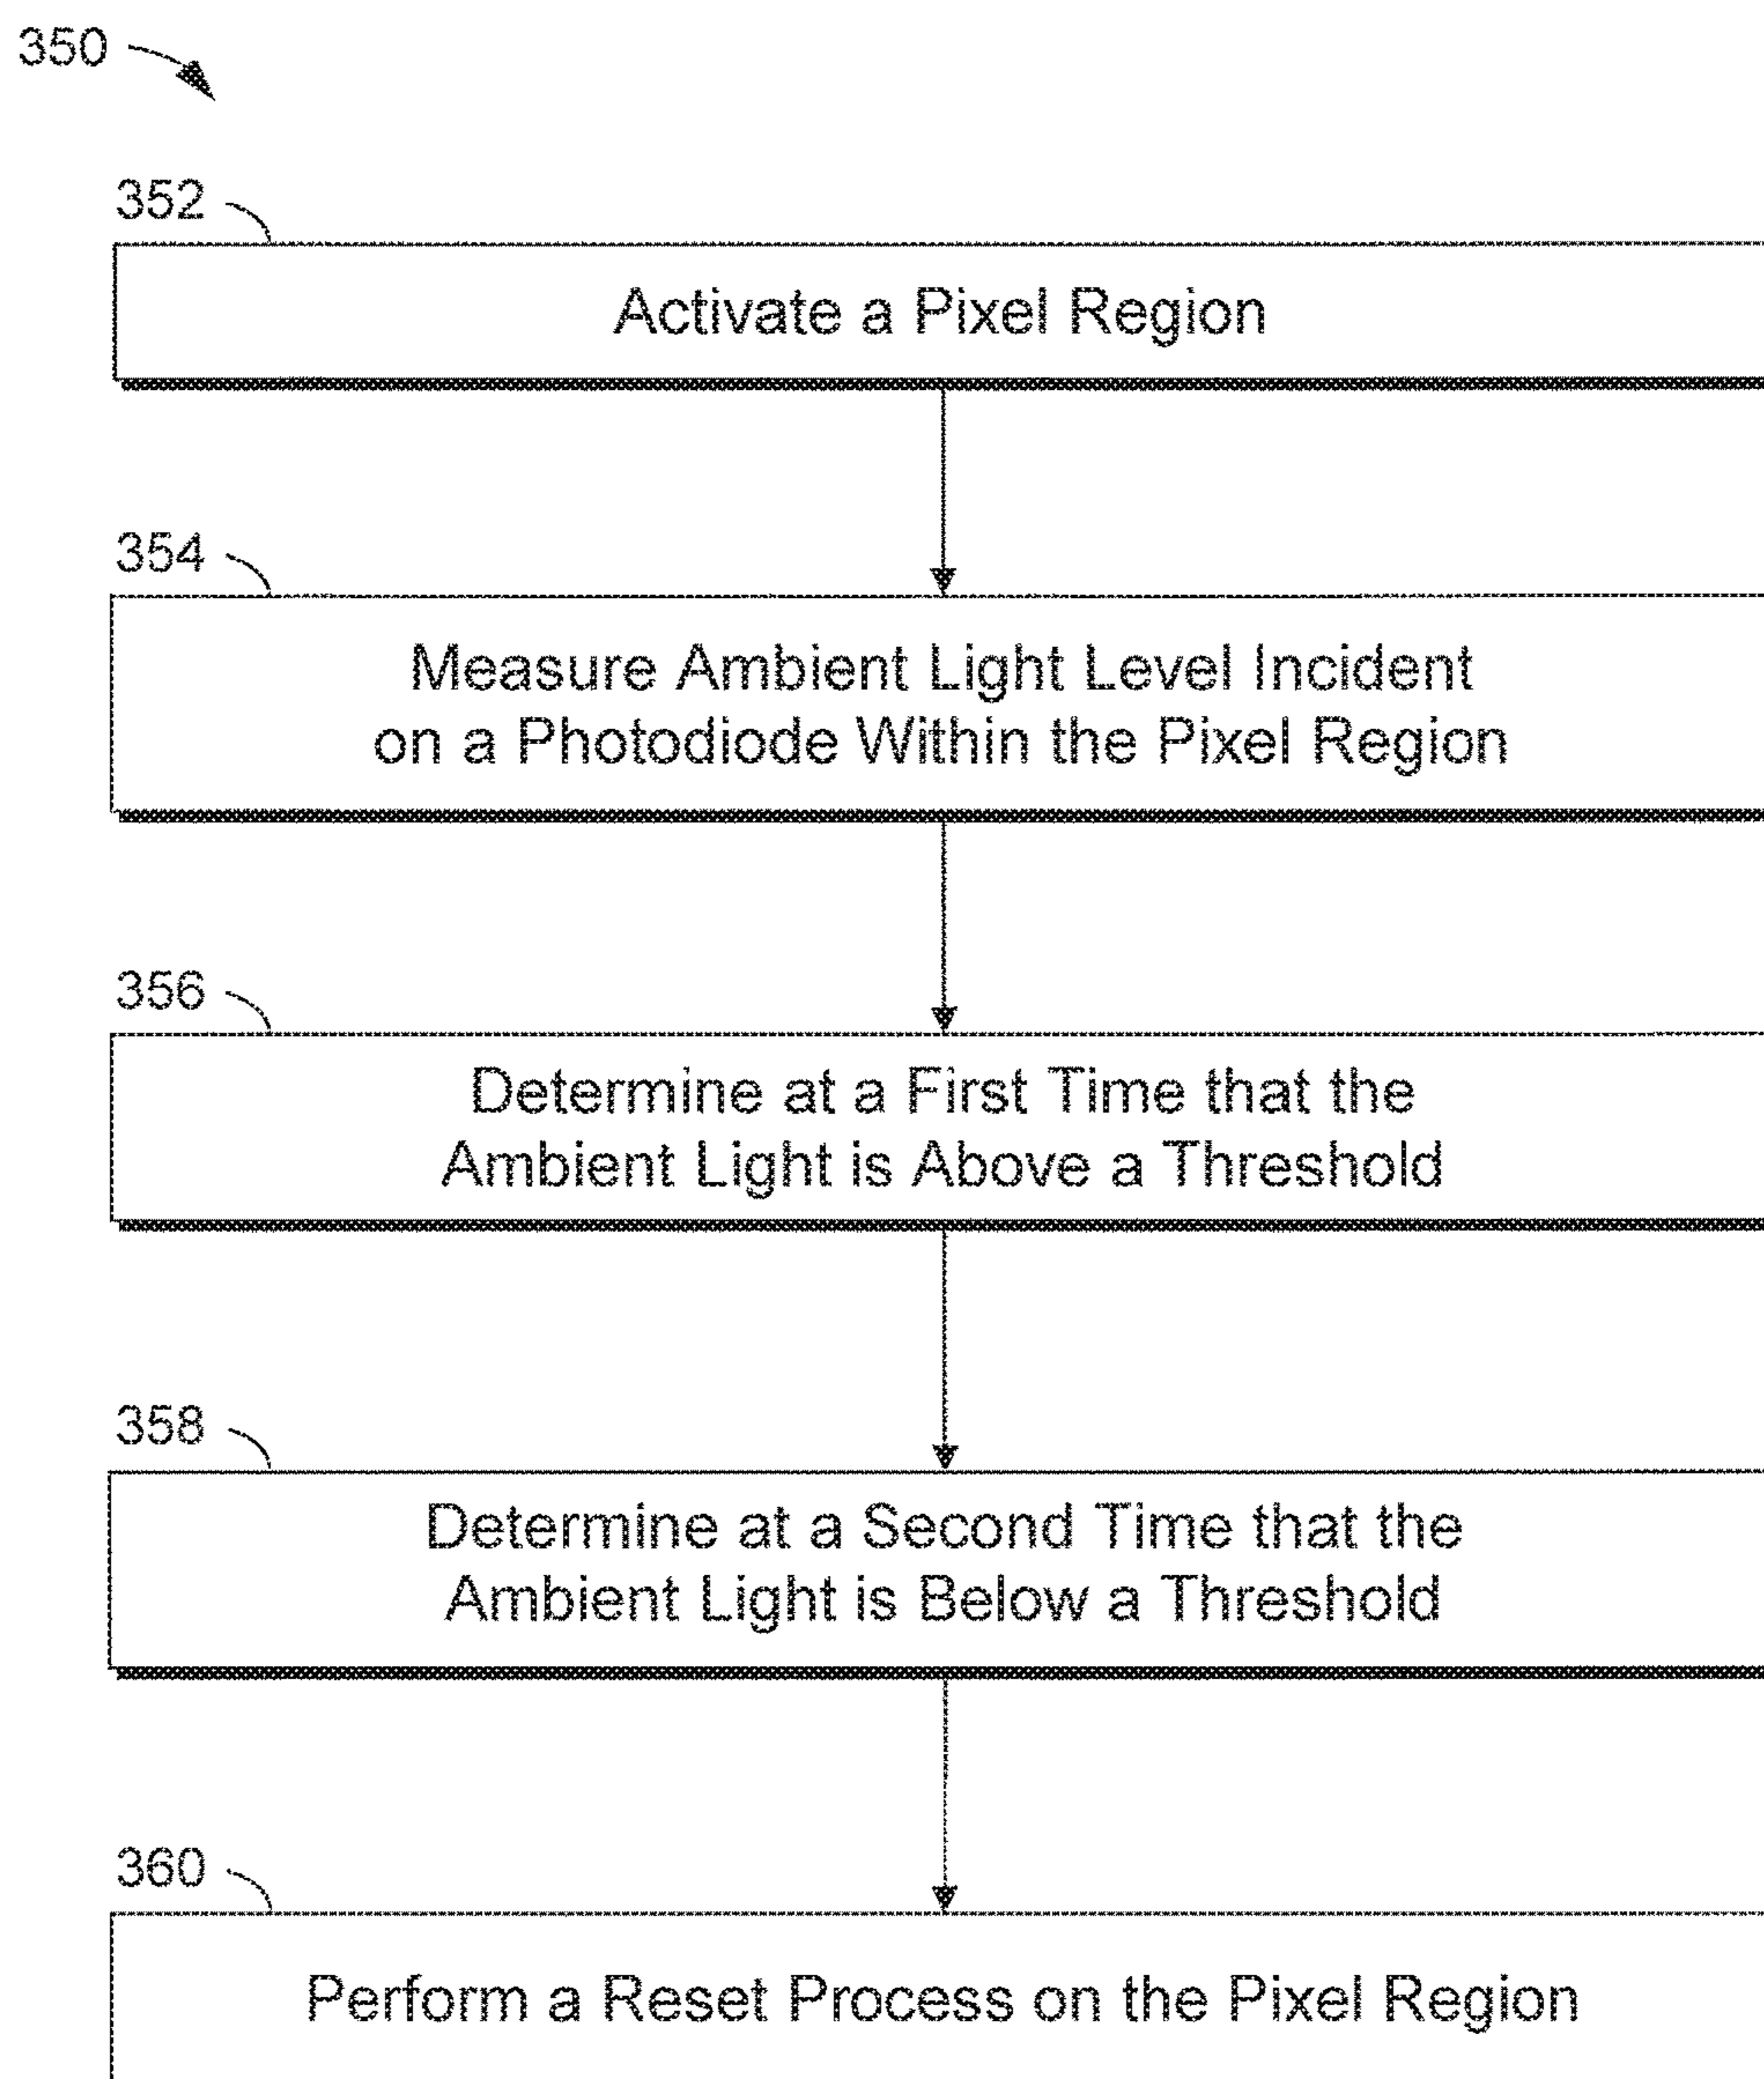 350
352
Activate a Pixel Region
354
Measure Ambient Light Level Incident
on a Photodiode Within the Pixel Region
356
Determine at a First Time that the
Ambient Light is Above a Threshold
358
Determine at a Second Time that the
Ambient Light is Below a Threshold
360
Perform a Reset Process on the Pixel Region